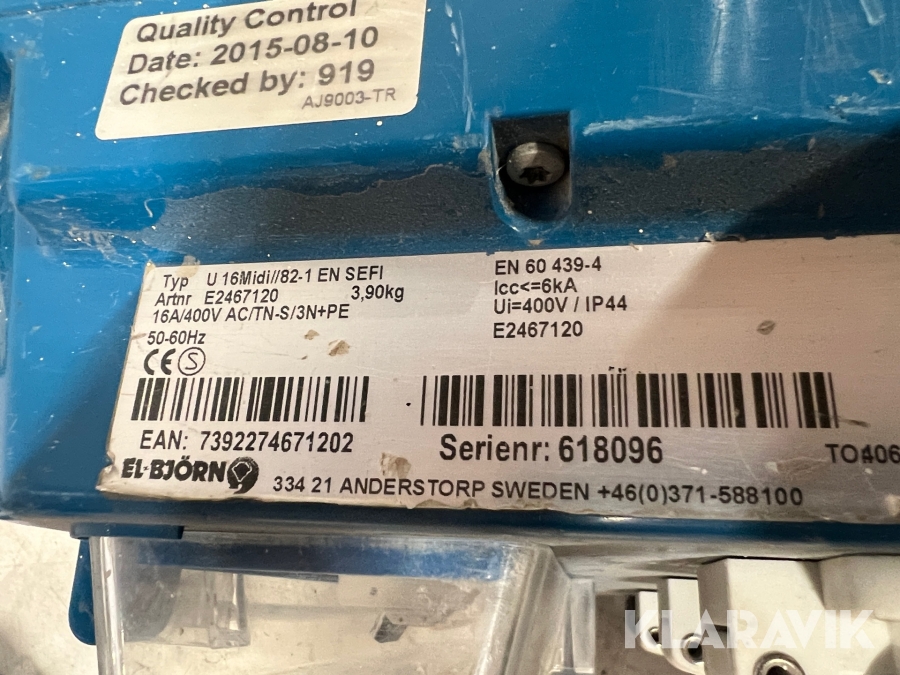 Quality Control
Date: 2015-08-10
Checked by: 919
AJ9003-TR
Typ U 16Midi//82-1 EN SEFI
Artnr E2467120 3,90kg
16A/400V AC/TN-S/3N+PE
50-60Hz
CE S
EN 60 439-4
Icc<=6kA
Ui=400V / IP44
E2467120
EAN: 7392274671202
Serienr: 618096
TO406
EL-BJÖRN
334 21 ANDERSTORP SWEDEN +46(0)371-588100
KLARAVIK